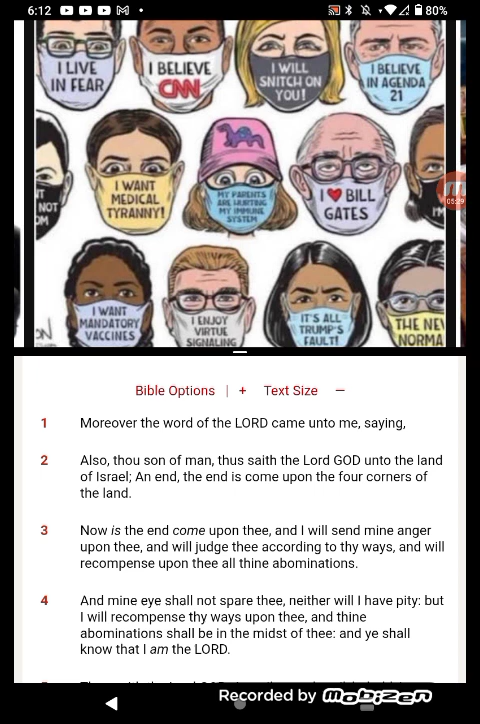 6:12
80%
I LIVE
IN FEAR
I BELIEVE
CNN
I WILL
SNITCH ON
YOU!
I BELIEVE
IN AGENDA
21
NOT
I WANT
MEDICAL
TYRANNY!
MY PARENTS
ARE HURTING
MY IMMUNE
SYSTEM
I ❤ BILL
GATES
05:29
I WANT
MANDATORY
VACCINES
I ENJOY
VIRTUE
SIGNALING
IT'S ALL
TRUMP'S
FAULT!
THE NEW
NORMA
Bible Options | + Text Size –
1 Moreover the word of the LORD came unto me, saying,
2 Also, thou son of man, thus saith the Lord GOD unto the land
of Israel; An end, the end is come upon the four corners of
the land.
3 Now is the end come upon thee, and I will send mine anger
upon thee, and will judge thee according to thy ways, and will
recompense upon thee all thine abominations.
4 And mine eye shall not spare thee, neither will I have pity: but
I will recompense thy ways upon thee, and thine
abominations shall be in the midst of thee: and ye shall
know that I am the LORD.
Recorded by Mobizen